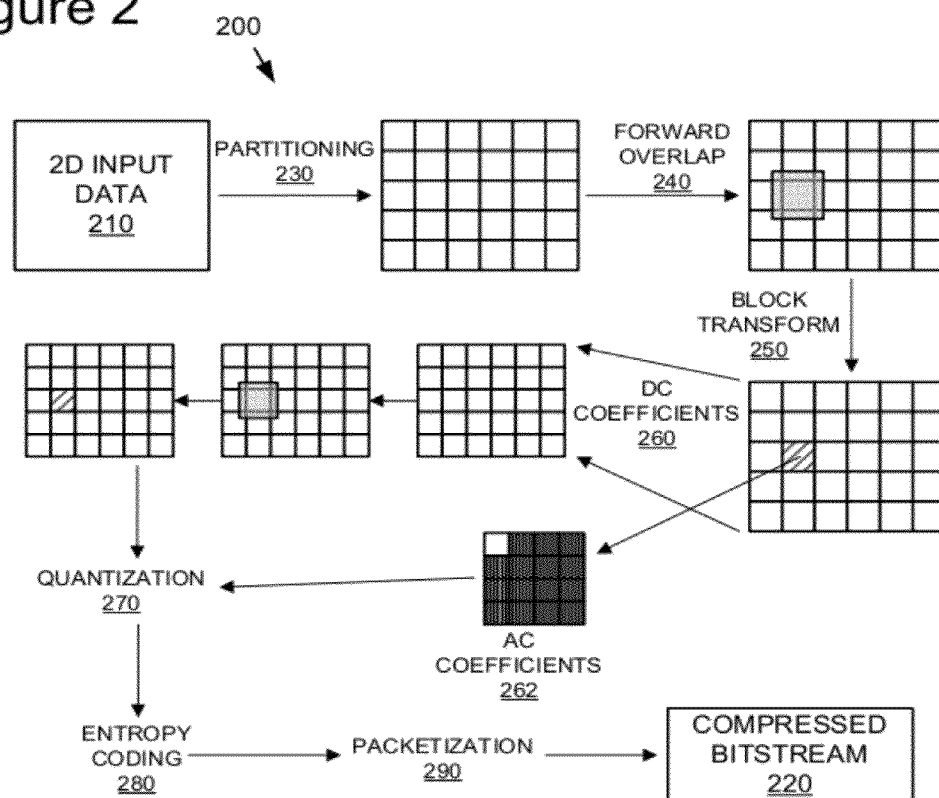 gure 2
200
2D INPUT
DATA
210
PARTITIONING
230
FORWARD
OVERLAP
240
BLOCK
TRANSFORM
250
DC
COEFFICIENTS
260
QUANTIZATION
270
AC
COEFFICIENTS
262
ENTROPY
CODING
280
PACKETIZATION
290
COMPRESSED
BITSTREAM
220